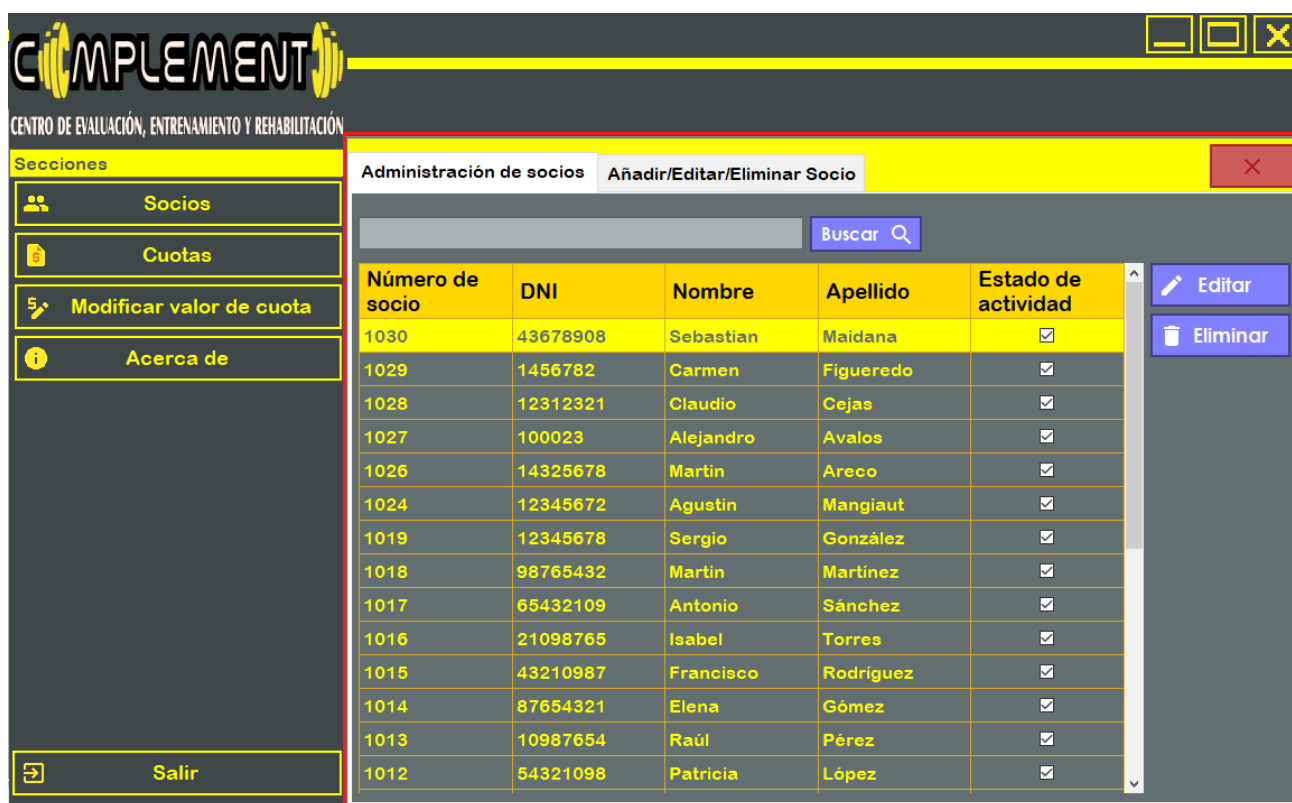 COMPLEMENTO
CENTRO DE EVALUACIÓN, ENTRENAMIENTO Y REHABILITACIÓN
Secciones
Socios
Cuotas
Modificar valor de cuota
Acerca de
Salir
Administración de socios Añadir/Editar/Eliminar Socio
Buscar
Número de socio DNI Nombre Apellido Estado de actividad
1030 43678908 Sebastian Maidana
1029 1456782 Carmen Figueredo
1028 12312321 Claudio Cejas
1027 100023 Alejandro Avalos
1026 14325678 Martin Areco
1024 12345672 Agustin Mangiaut
1019 12345678 Sergio González
1018 98765432 Martin Martínez
1017 65432109 Antonio Sánchez
1016 21098765 Isabel Torres
1015 43210987 Francisco Rodríguez
1014 87654321 Elena Gómez
1013 10987654 Raúl Pérez
1012 54321098 Patricia López
Editar
Eliminar